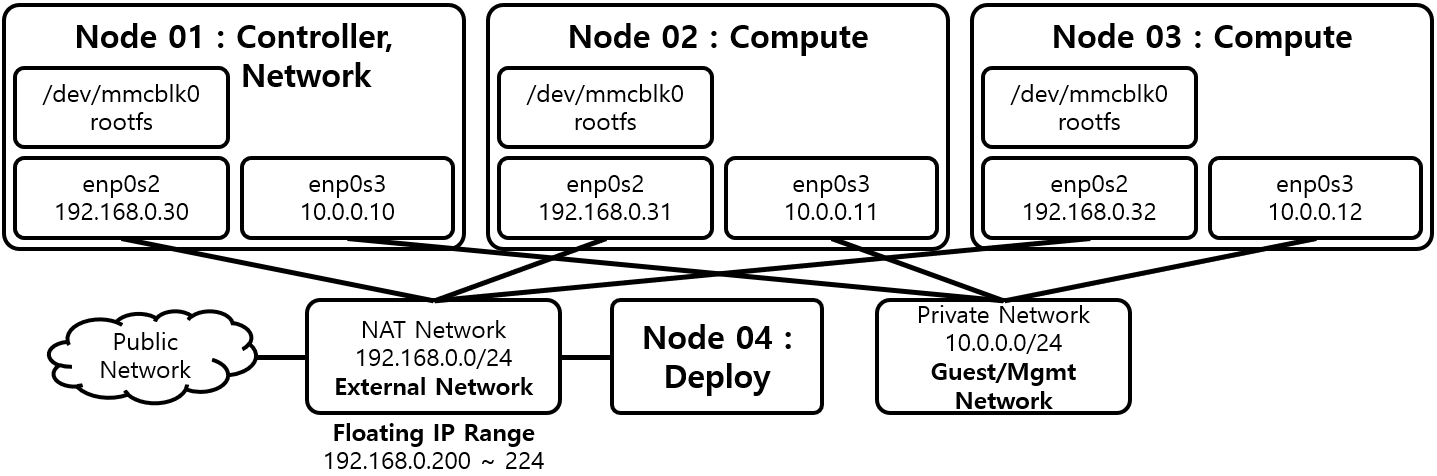 Node 01 : Controller,
Network
/dev/mmcblk0
rootfs
enp0s2
192.168.0.30
enp0s3
10.0.0.10
Node 02 : Compute
/dev/mmcblk0
rootfs
enp0s2
192.168.0.31
enp0s3
10.0.0.11
Node 03 : Compute
/dev/mmcblk0
rootfs
enp0s2
192.168.0.32
enp0s3
10.0.0.12
Public
Network
NAT Network
192.168.0.0/24
External Network
Floating IP Range
192.168.0.200 ~ 224
Node 04 :
Deploy
Private Network
10.0.0.0/24
Guest/Mgmt
Network